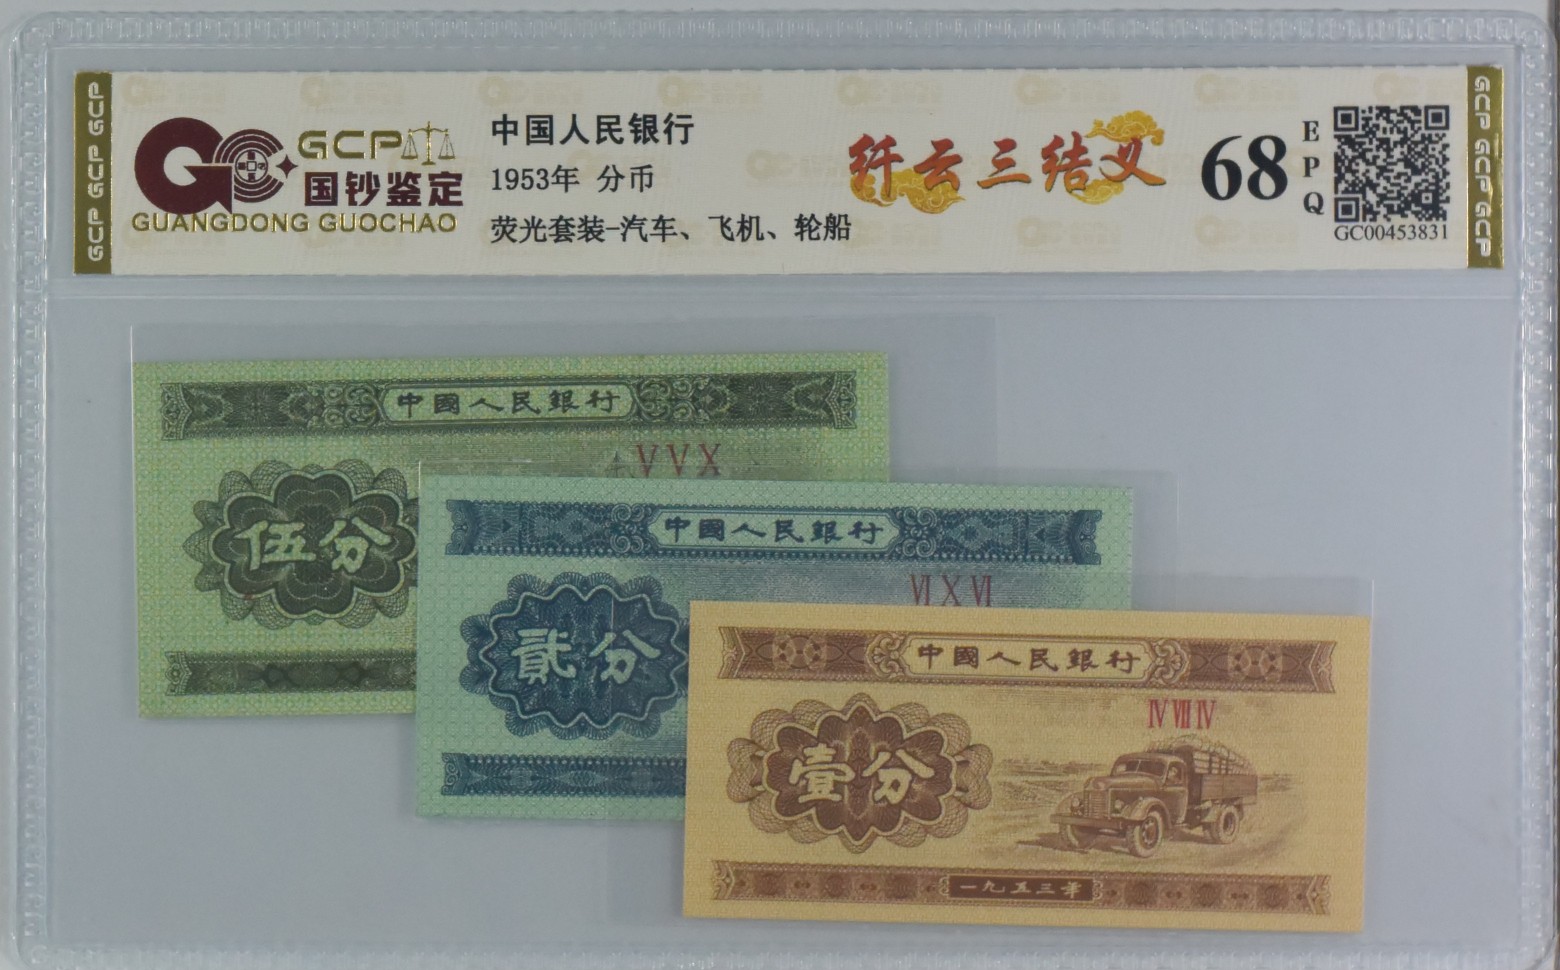 GCP GCP GCP
GCP
国钞鉴定
GUANGDONG GUOCHAO
中国人民银行
1953年 分币
荧光套装-汽车、飞机、轮船
纤云三结义
68
EPQ
GC00453831
GCP GCP GCP
中國人民銀行
VVX
伍分
中國人民銀行
VI X VI
貳分
中國人民銀行
IV VII IV
壹分
一九五三年